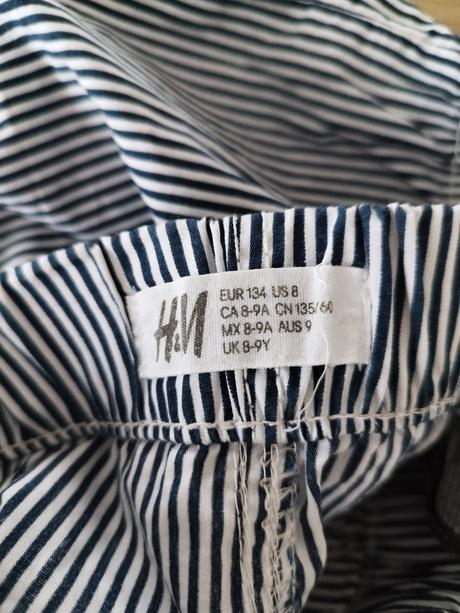 H&M
EUR 134 US 8
CA 8-9A CN 135/60
MX 8-9A AUS 9
UK 8-9Y